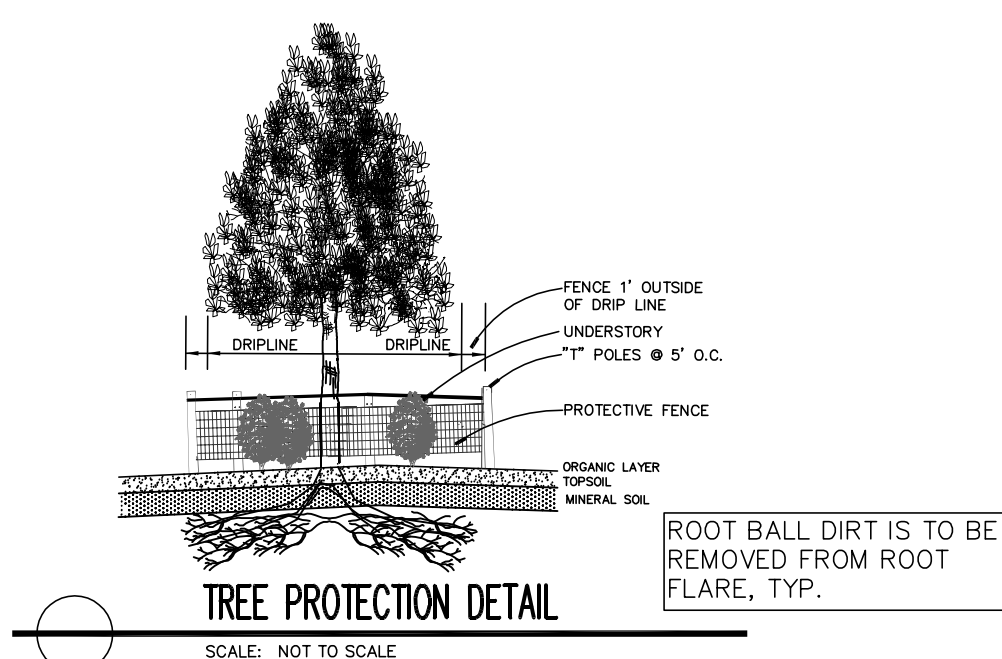 FENCE 1' OUTSIDE
OF DRIP LINE
UNDERSTORY
DRIPLINE
DRIPLINE
"T" POLES @ 5' O.C.
PROTECTIVE FENCE
ORGANIC LAYER
TOPSOIL
MINERAL SOIL
ROOT BALL DIRT IS TO BE
REMOVED FROM ROOT
FLARE, TYP.
TREE PROTECTION DETAIL
SCALE: NOT TO SCALE